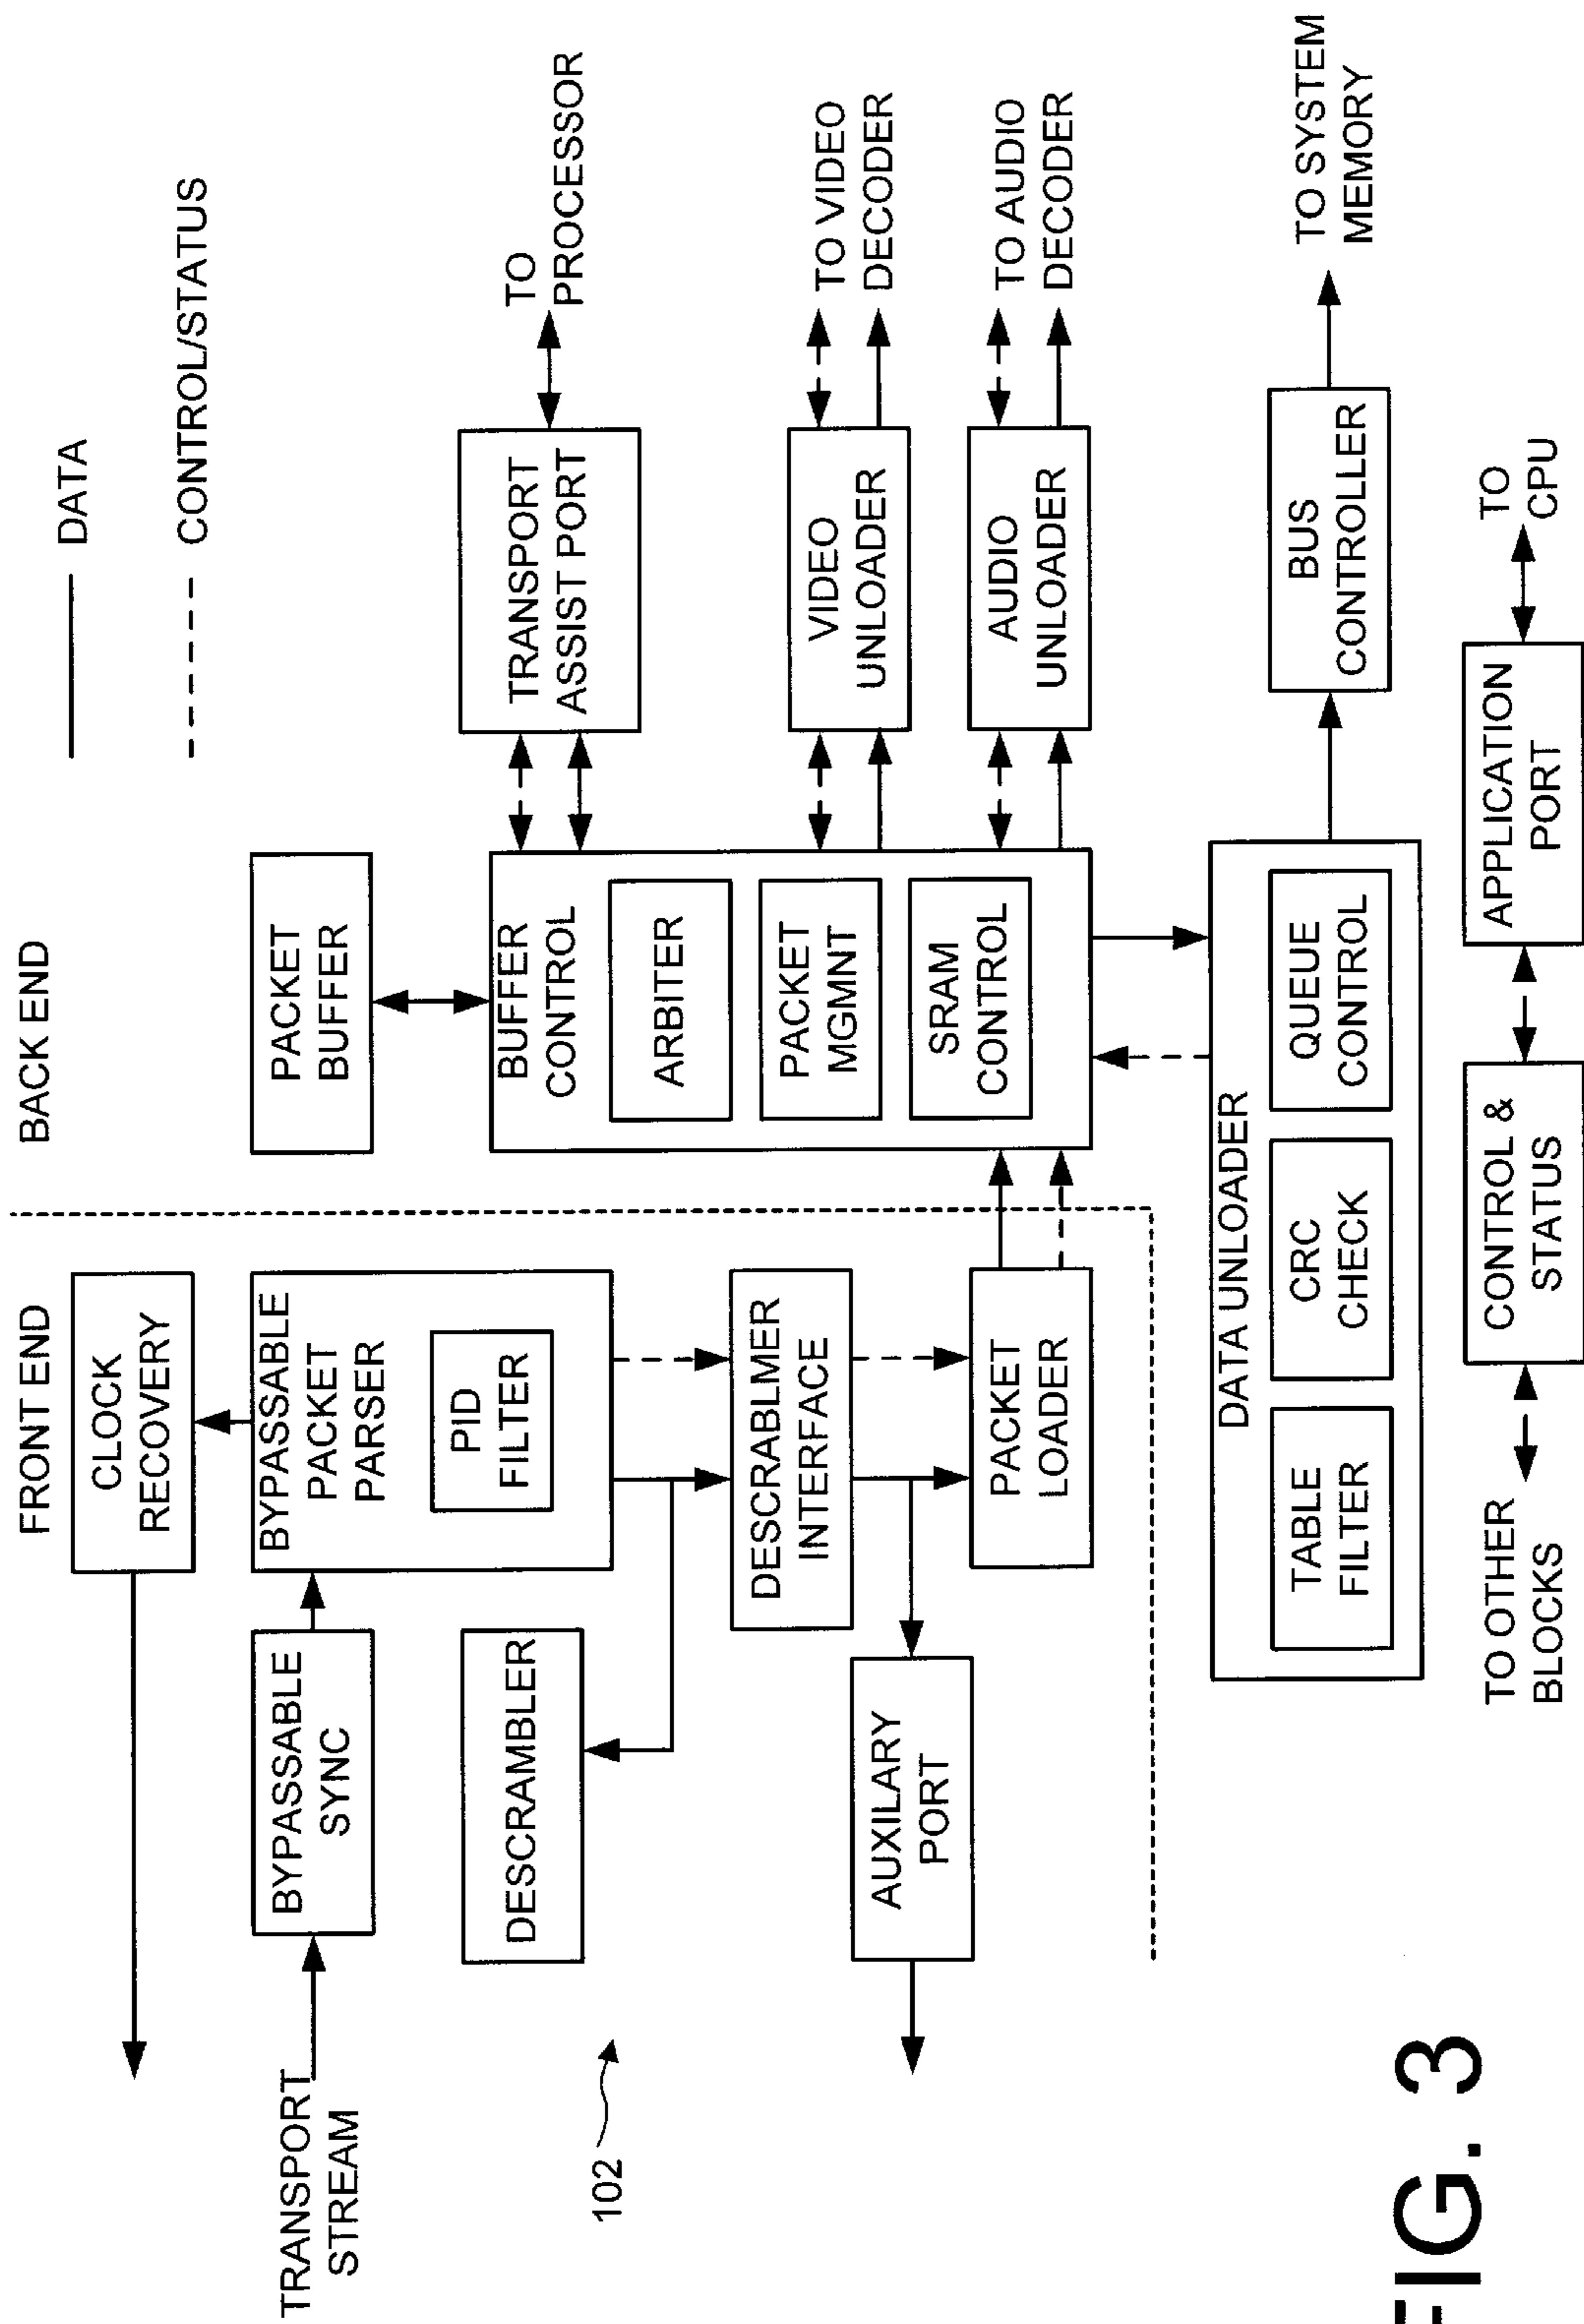 DATA
CONTROL/STATUS
FRONT END
BACK END
CLOCK
RECOVERY
TRANSPORT
STREAM
BYPASSABLE
SYNC
BYPASSABLE
PACKET
PARSER
PID
FILTER
PACKET
BUFFER
102
DESCRAMBLER
BUFFER
CONTROL
ARBITER
PACKET
MGMNT
SRAM
CONTROL
TRANSPORT
ASSIST PORT
TO
PROCESSOR
DESCRABLMER
INTERFACE
VIDEO
UNLOADER
TO VIDEO
DECODER
AUXILARY
PORT
PACKET
LOADER
AUDIO
UNLOADER
TO AUDIO
DECODER
DATA UNLOADER
TABLE
FILTER
CRC
CHECK
QUEUE
CONTROL
BUS
CONTROLLER
TO SYSTEM
MEMORY
TO OTHER
BLOCKS
CONTROL &
STATUS
APPLICATION
PORT
TO
CPU
FIG. 3